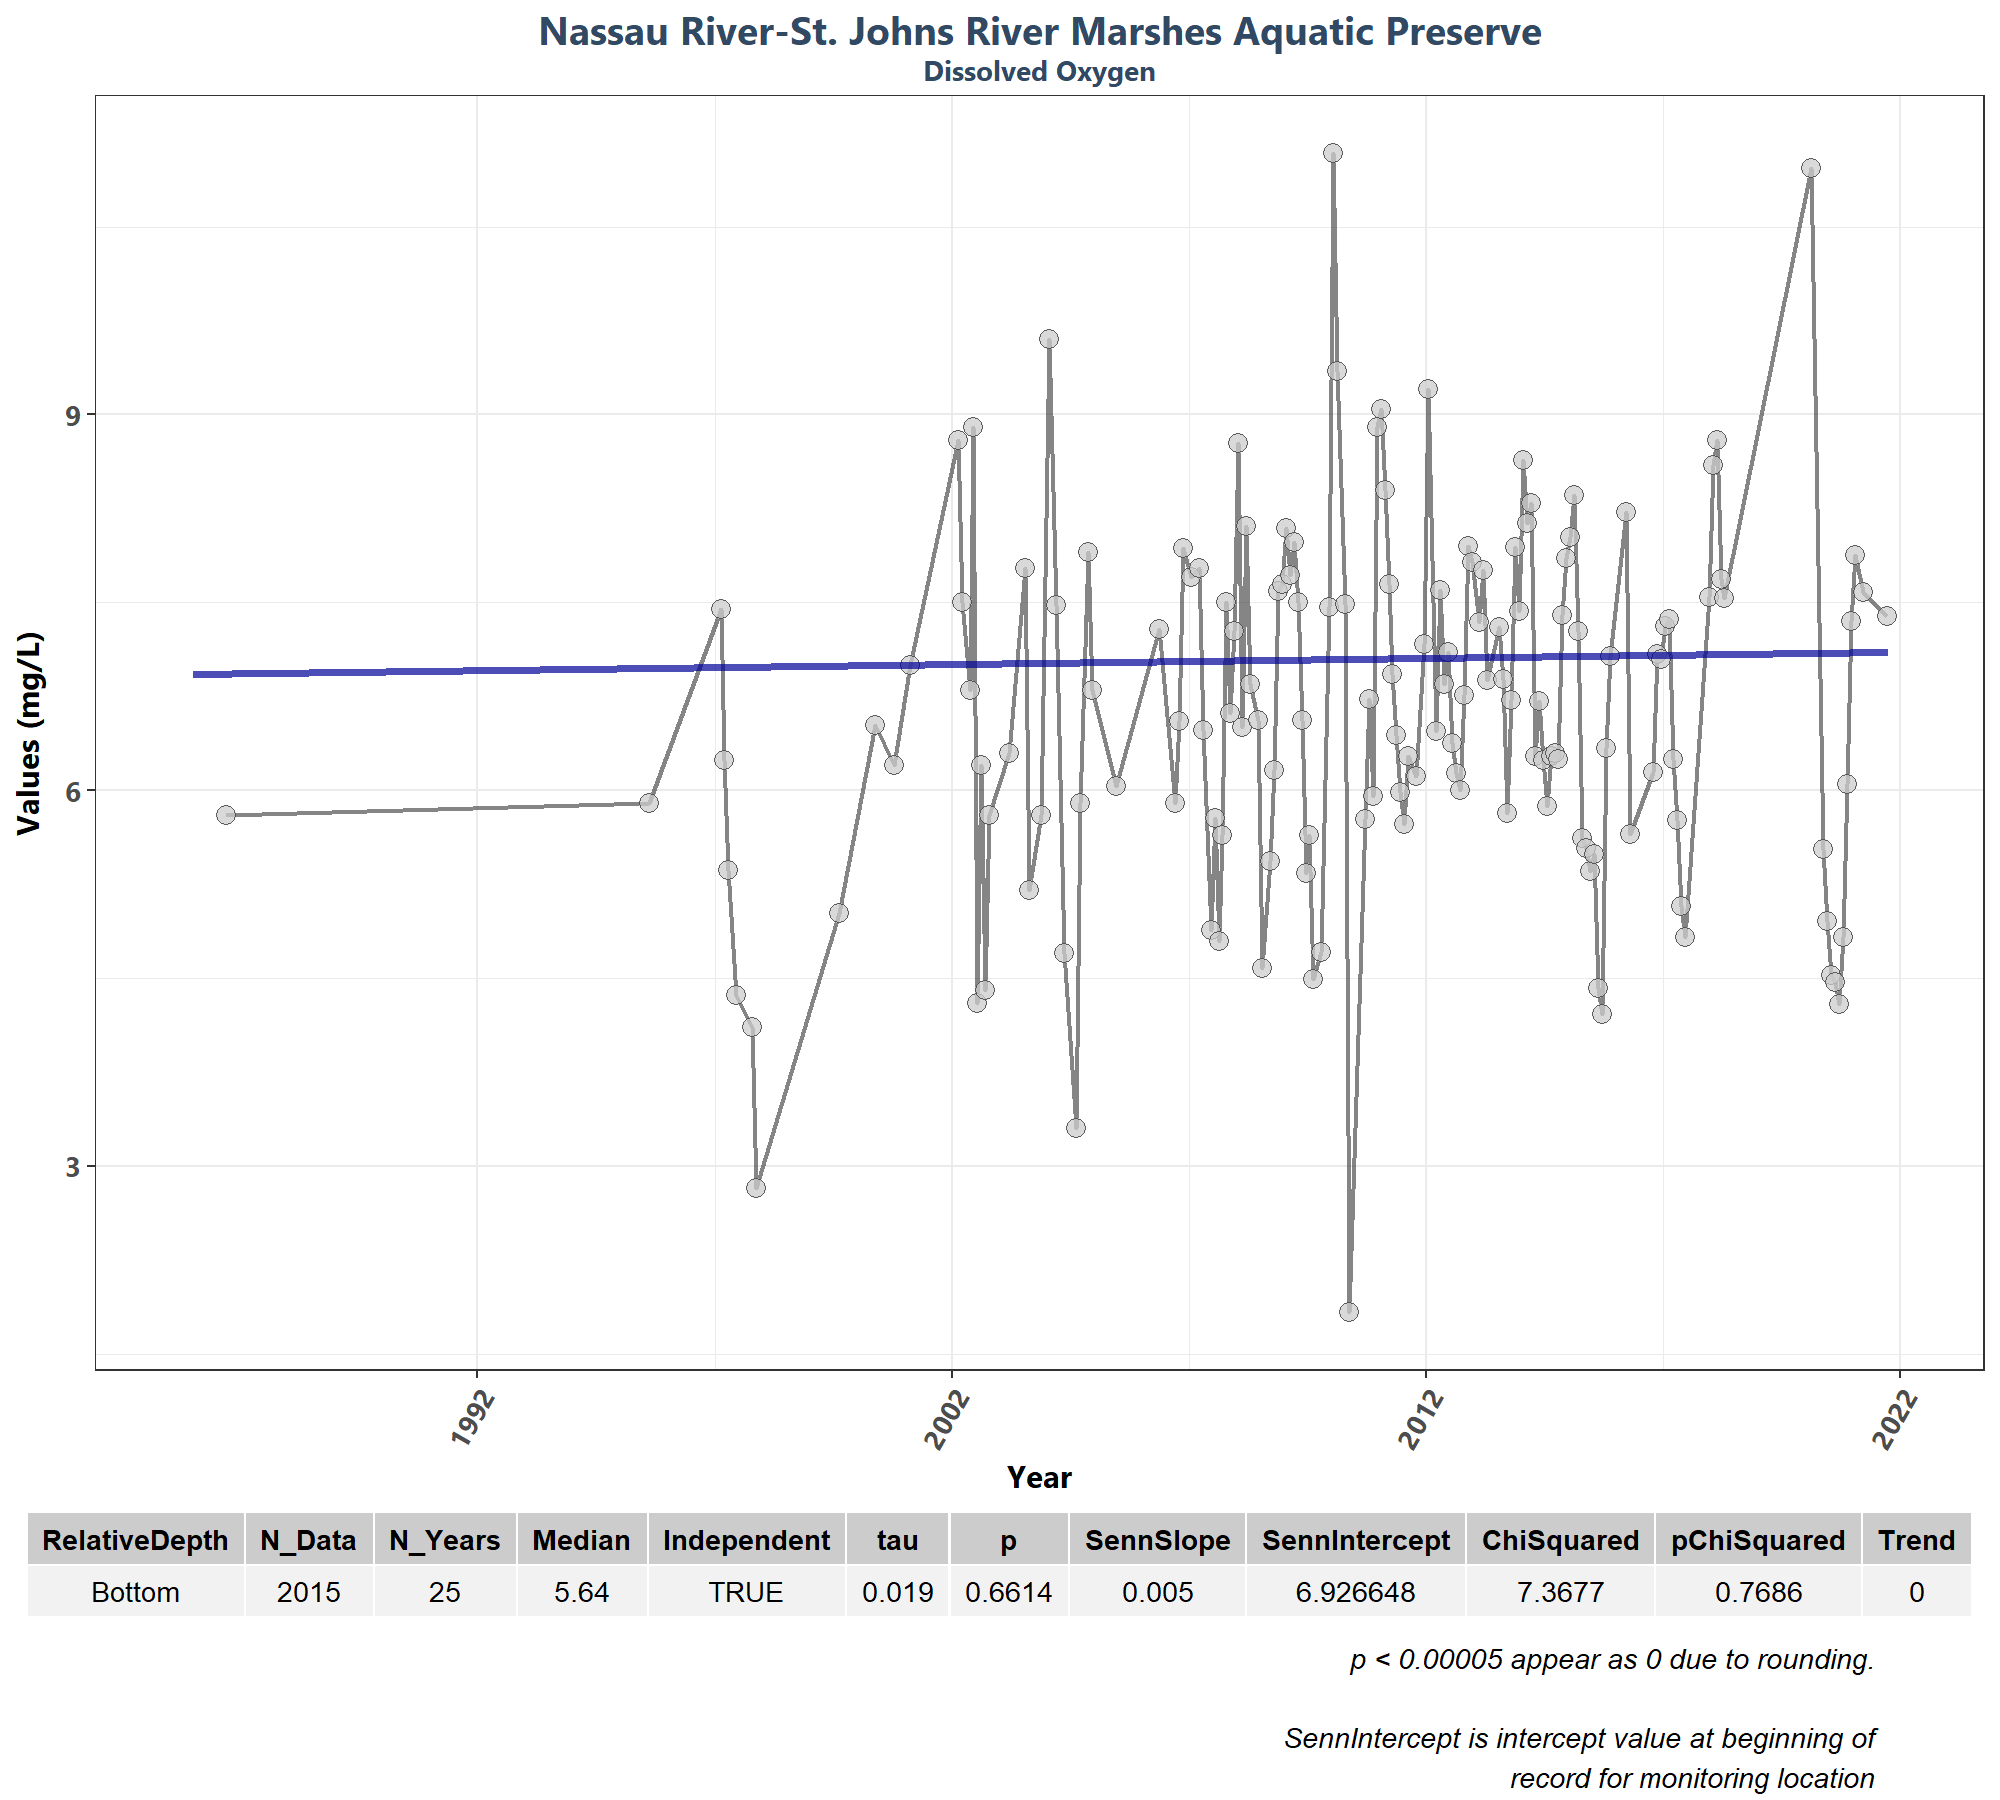 Nassau River-St. Johns River Marshes Aquatic Preserve
Dissolved Oxygen
Values (mg/L)
9
6
3
1992
2002
2012
2022
Year
RelativeDepth N_Data N_Years Median Independent tau p SennSlope SennIntercept ChiSquared pChiSquared Trend
Bottom 2015 25 5.64 TRUE 0.019 0.6614 0.005 6.926648 7.3677 0.7686 0
p < 0.00005 appear as 0 due to rounding.
SennIntercept is intercept value at beginning of
record for monitoring location